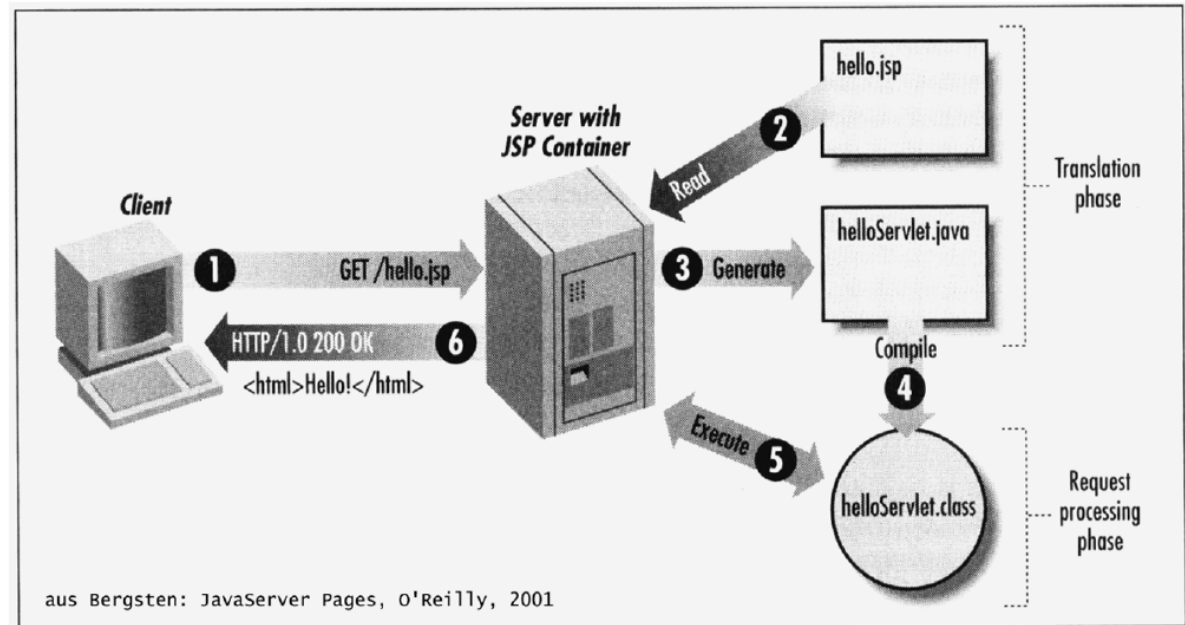 hello.jsp
Server with
JSP Container
2
Read
Translation
phase
Client
helloServlet.java
1
GET /hello.jsp
3
Generate
HTTP/1.0 200 OK
6
<html>Hello!</html>
Compile
4
Execute
5
helloServlet.class
Request
processing
phase
aus Bergsten: JavaServer Pages, O'Reilly, 2001